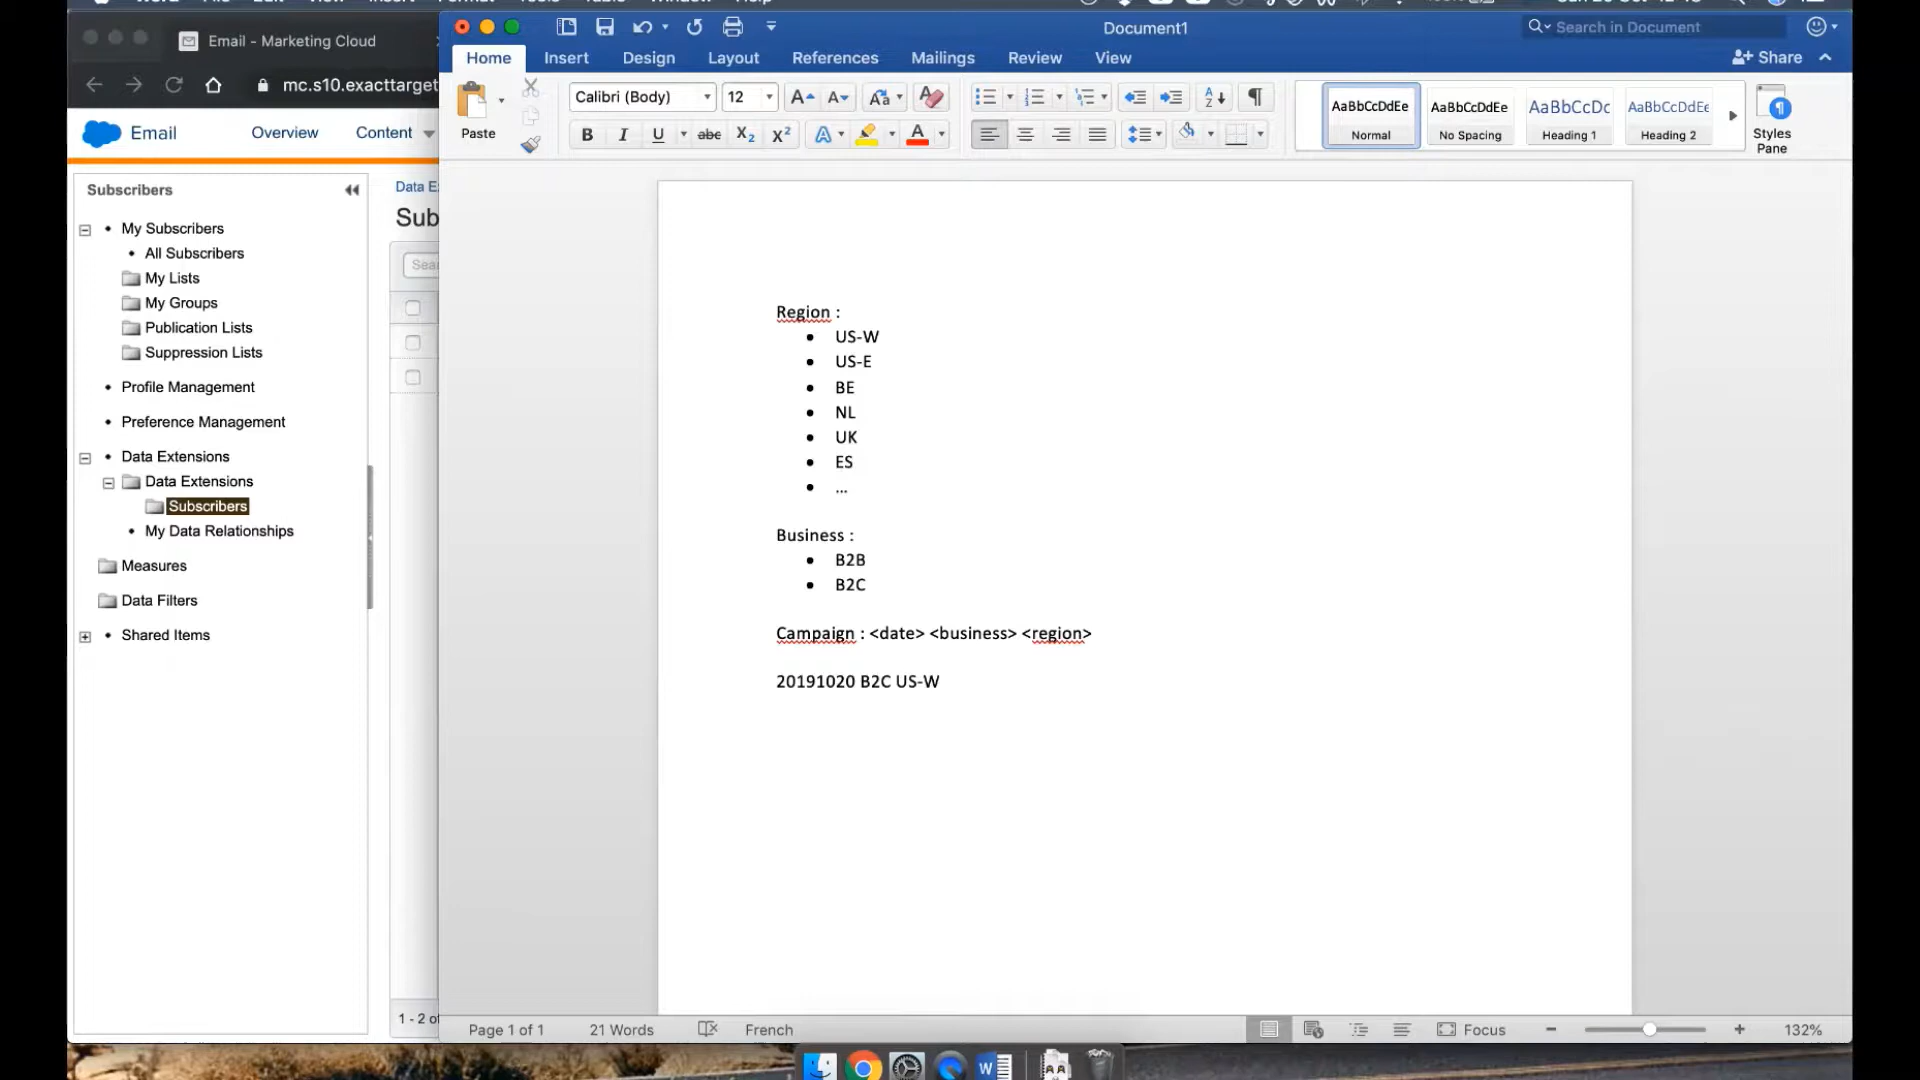 Email - Marketing Cloud
Document1
Search in Document
Home Insert Design Layout References Mailings Review View
Share
mc.s10.exacttarget
Paste
Calibri (Body)
12
AaBbCcDdEe
Normal
AaBbCcDdEe
No Spacing
AaBbCcDc
Heading 1
AaBbCcDdEe
Heading 2
Styles
Pane
Email
Overview
Content
Subscribers
My Subscribers
All Subscribers
My Lists
My Groups
Publication Lists
Suppression Lists
Profile Management
Preference Management
Data Extensions
Data Extensions
Subscribers
My Data Relationships
Measures
Data Filters
Shared Items
Data E
Sub
Sea
1 - 2 of
Region :
• US-W
• US-E
• BE
• NL
• UK
• ES
• …
Business :
• B2B
• B2C
Campaign : <date> <business> <region>
20191020 B2C US-W
Page 1 of 1
21 Words
French
Focus
132%